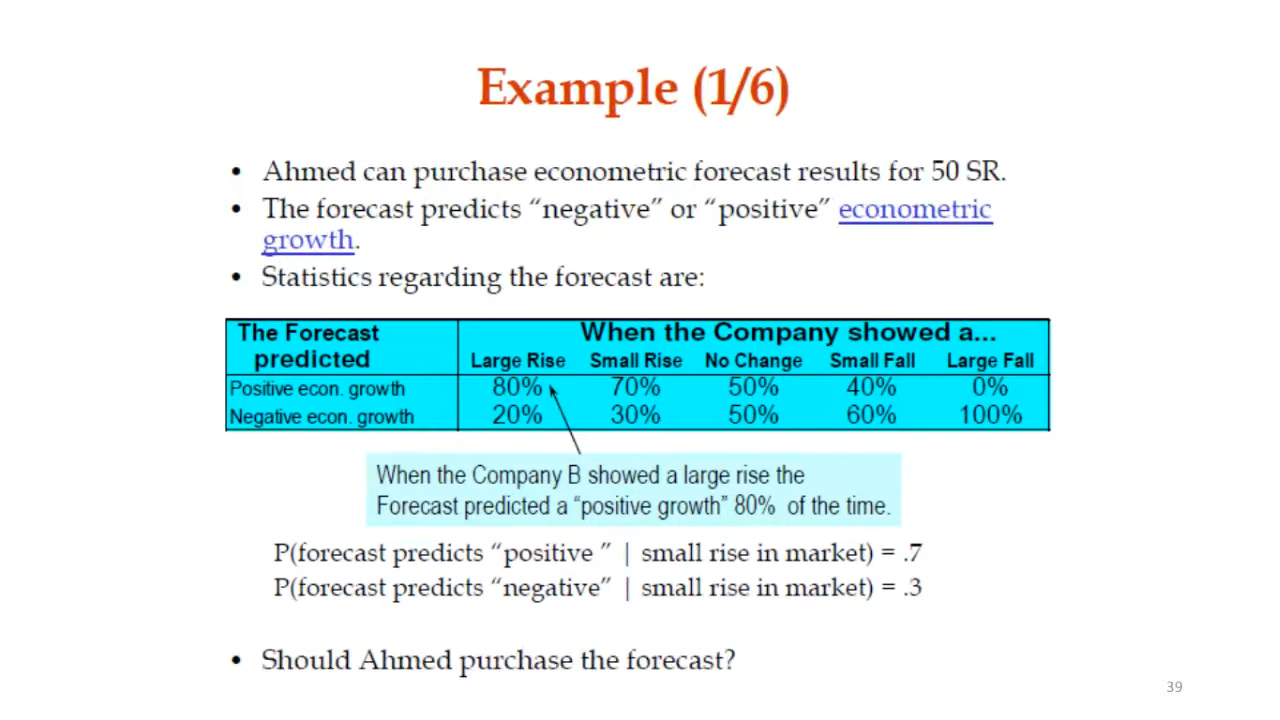 Example (1/6)
• Ahmed can purchase econometric forecast results for 50 SR.
• The forecast predicts “negative” or “positive” econometric
growth.
• Statistics regarding the forecast are:
The Forecast When the Company showed a...
predicted Large Rise Small Rise No Change Small Fall Large Fall
Positive econ. growth 80% 70% 50% 40% 0%
Negative econ. growth 20% 30% 50% 60% 100%
When the Company B showed a large rise the
Forecast predicted a “positive growth” 80% of the time.
P(forecast predicts “positive ” | small rise in market) = .7
P(forecast predicts “negative” | small rise in market) = .3
• Should Ahmed purchase the forecast?
39